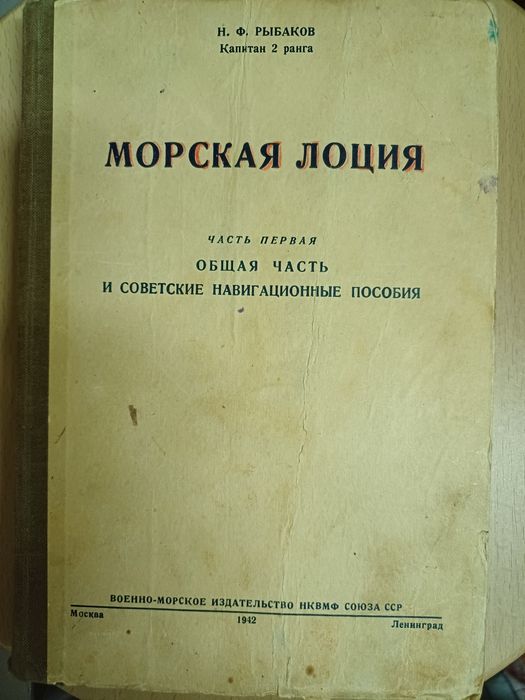 Н. Ф. РЫБАКОВ
Капитан 2 ранга
МОРСКАЯ ЛОЦИЯ
ЧАСТЬ ПЕРВАЯ
ОБЩАЯ ЧАСТЬ
И СОВЕТСКИЕ НАВИГАЦИОННЫЕ ПОСОБИЯ
ВОЕННО-МОРСКОЕ ИЗДАТЕЛЬСТВО НКВМФ СОЮЗА ССР
Москва 1942 Ленинград